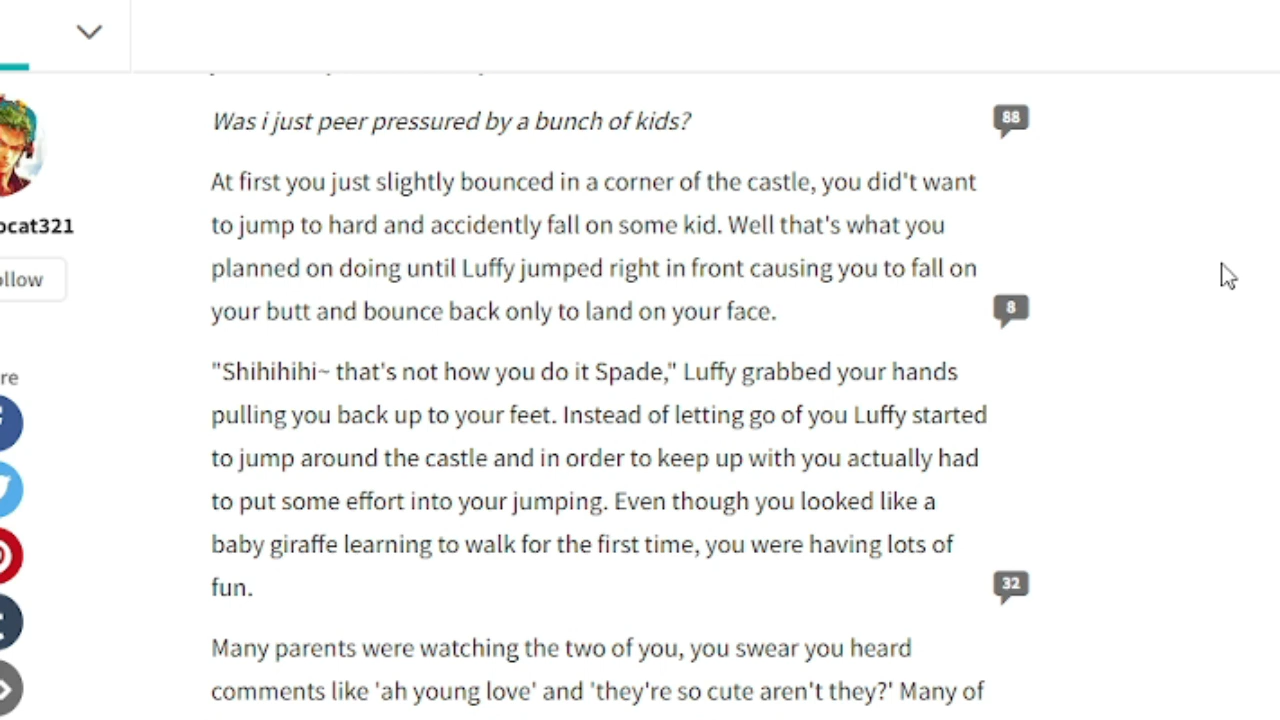 Was i just peer pressured by a bunch of kids?
88
At first you just slightly bounced in a corner of the castle, you did't want
to jump to hard and accidently fall on some kid. Well that's what you
planned on doing until Luffy jumped right in front causing you to fall on
your butt and bounce back only to land on your face.
8
ocat321
ollow
"Shihihihi~ that's not how you do it Spade," Luffy grabbed your hands
pulling you back up to your feet. Instead of letting go of you Luffy started
to jump around the castle and in order to keep up with you actually had
to put some effort into your jumping. Even though you looked like a
baby giraffe learning to walk for the first time, you were having lots of
fun.
32
re
Many parents were watching the two of you, you swear you heard
comments like 'ah young love' and 'they're so cute aren't they?' Many of